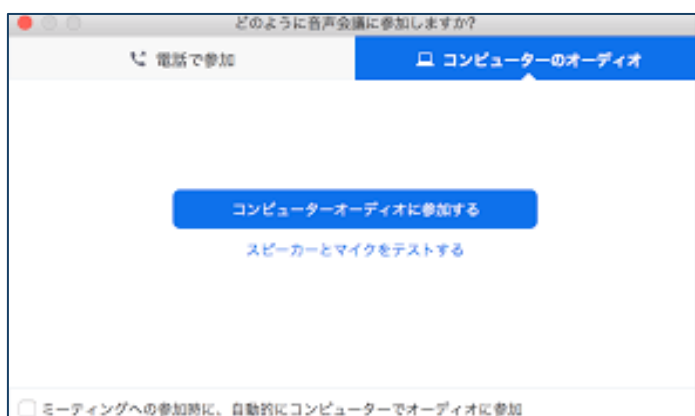 どのように音声会議に参加しますか?
電話で参加
コンピューターのオーディオ
コンピューターオーディオに参加する
スピーカーとマイクをテストする
ミーティングへの参加時に、自動的にコンピューターでオーディオに参加